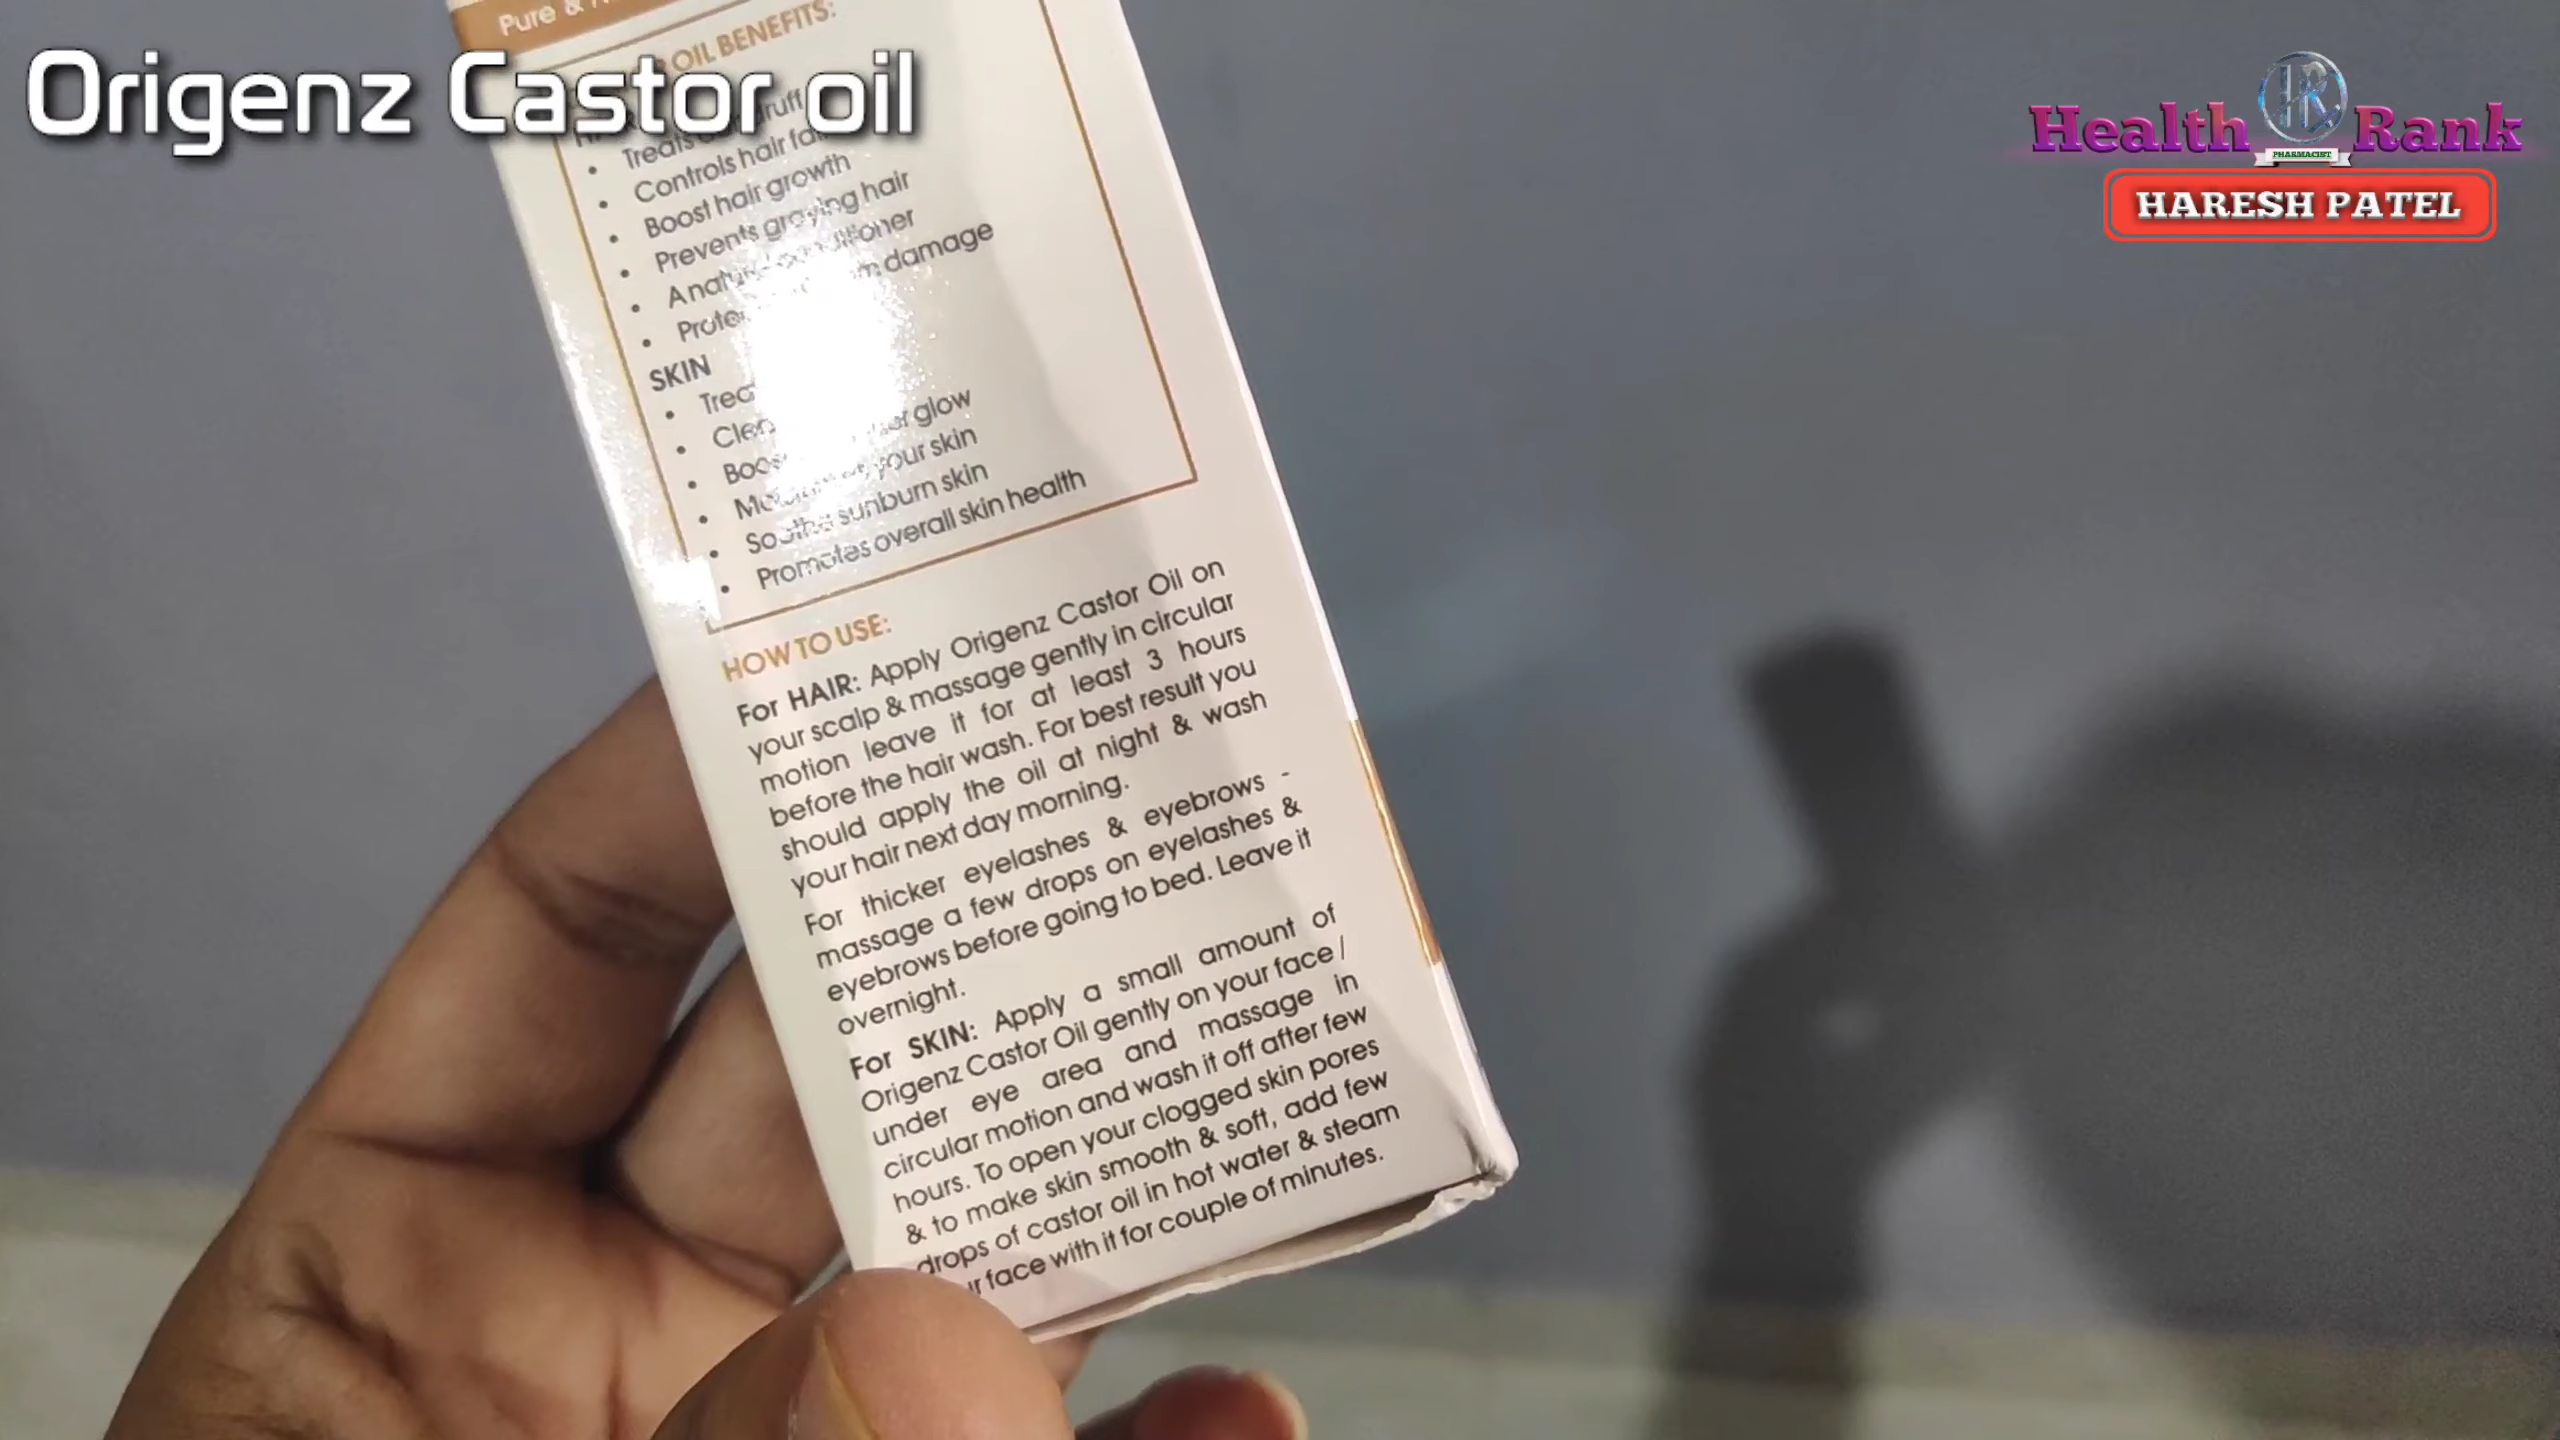 Origenz Castor oil
Health Rank
PHARMACIST
HARESH PATEL
Pure &
OIL BENEFITS:
Treats
Controls hair
Boost hair growth
Prevents graying hair
A
damage
SKIN
glow
your skin
sunburn skin
Promotes overall skin health
HOW TO USE:
For HAIR: Apply Origenz Castor Oil on
your scalp & massage gently in circular
motion leave it for at least 3 hours
before the hair wash. For best result you
should apply the oil at night & wash
your hair next day morning.
For thicker eyelashes & eyebrows -
massage a few drops on eyelashes &
eyebrows before going to bed. Leave it
overnight.
For SKIN: Apply a small amount of
Origenz Castor Oil gently on your face /
under eye area and massage in
circular motion and wash it off after few
hours. To open your clogged skin pores
& to make skin smooth & soft, add few
drops of castor oil in hot water & steam
face with it for couple of minutes.